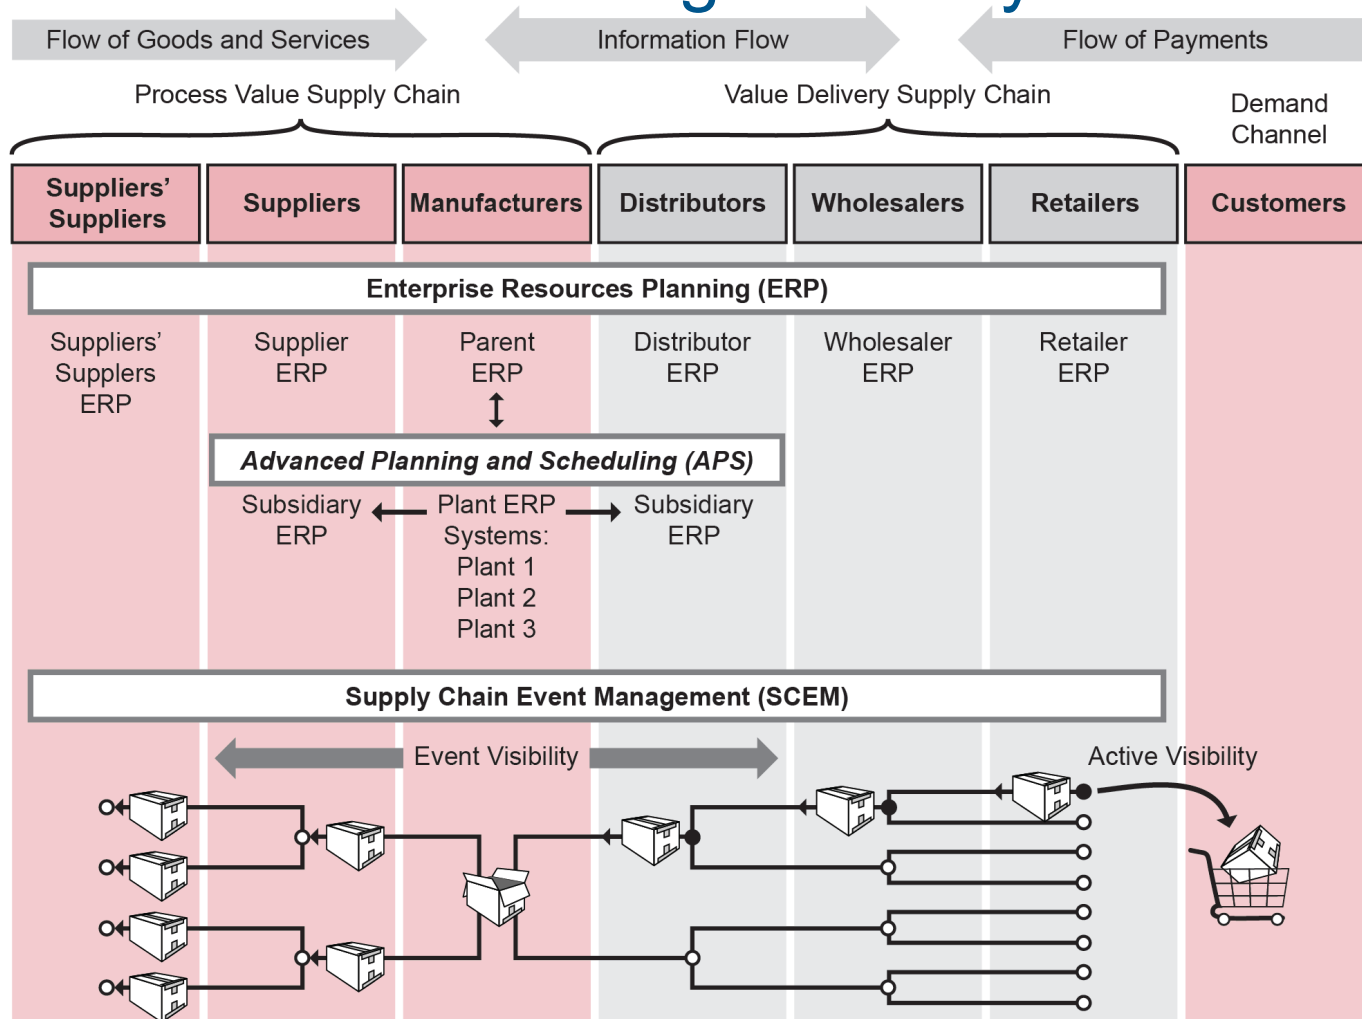 Flow of Goods and Services
Information Flow
Flow of Payments
Process Value Supply Chain
Value Delivery Supply Chain
Demand
Channel
Suppliers’
Suppliers
Suppliers
Manufacturers
Distributors
Wholesalers
Retailers
Customers
Enterprise Resources Planning (ERP)
Suppliers’
Supplers
ERP
Supplier
ERP
Parent
ERP
Distributor
ERP
Wholesaler
ERP
Retailer
ERP
Advanced Planning and Scheduling (APS)
Subsidiary
ERP
Plant ERP
Systems:
Plant 1
Plant 2
Plant 3
Subsidiary
ERP
Supply Chain Event Management (SCEM)
Event Visibility
Active Visibility